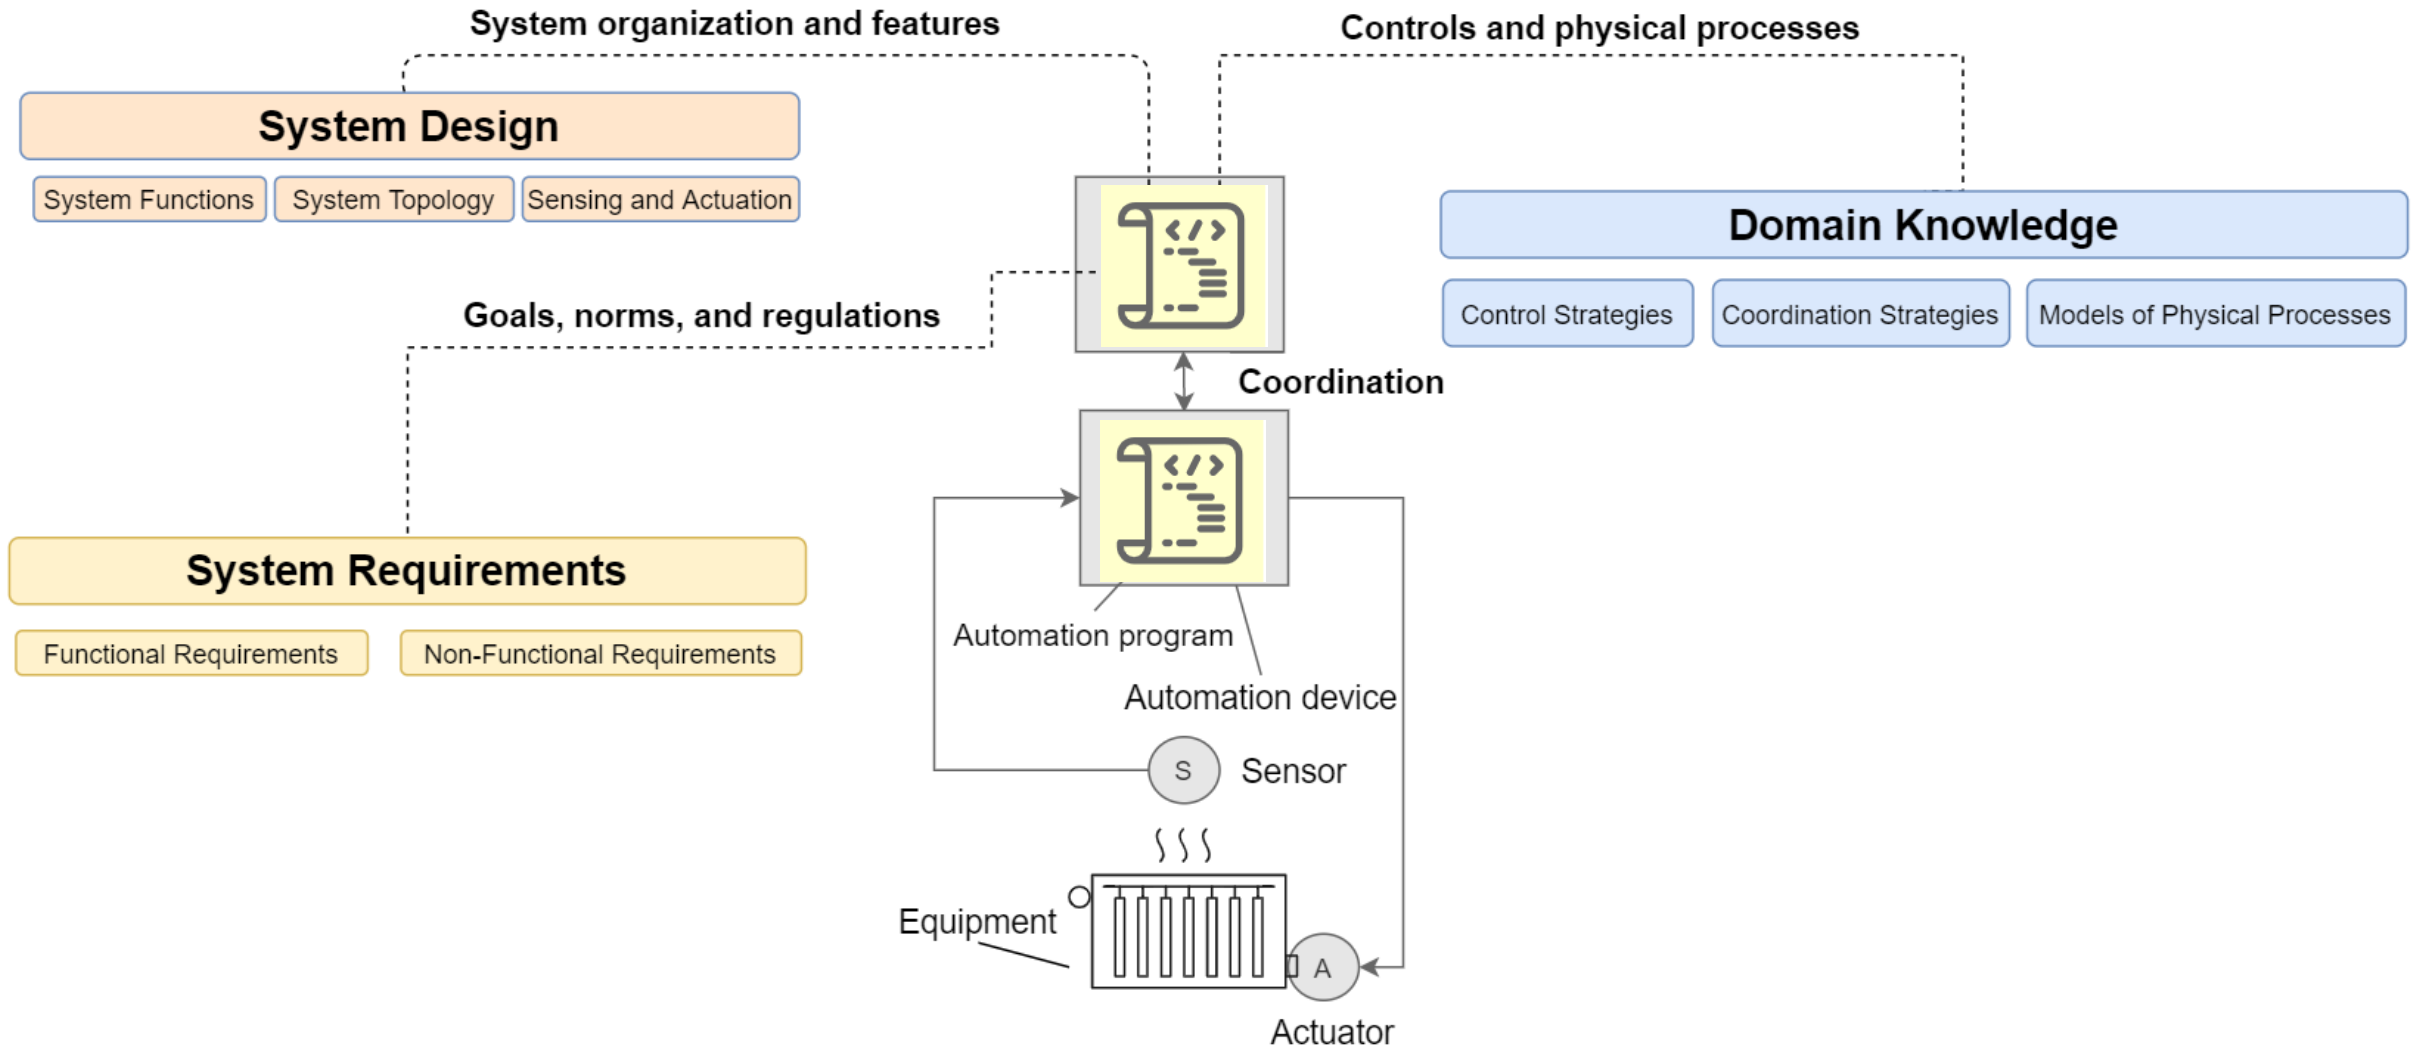 System organization and features
Controls and physical processes
System Design
System Functions
System Topology
Sensing and Actuation
Domain Knowledge
Control Strategies
Coordination Strategies
Models of Physical Processes
</>
Goals, norms, and regulations
Coordination
</>
System Requirements
Functional Requirements
Non-Functional Requirements
Automation program
Automation device
S
Sensor
Equipment
A
Actuator